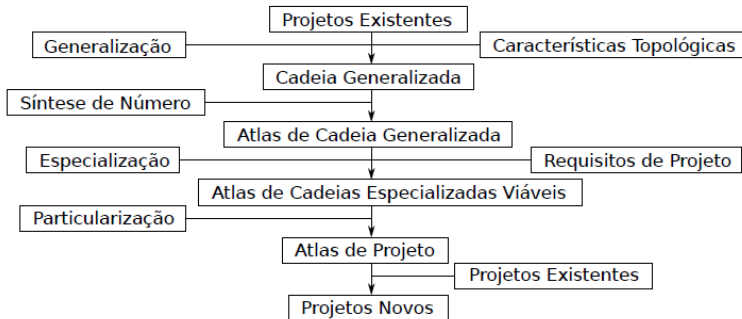 Projetos Existentes
Generalização
Características Topológicas
Cadeia Generalizada
Síntese de Número
Atlas de Cadeia Generalizada
Especialização
Requisitos de Projeto
Atlas de Cadeias Especializadas Viáveis
Particularização
Atlas de Projeto
Projetos Existentes
Projetos Novos